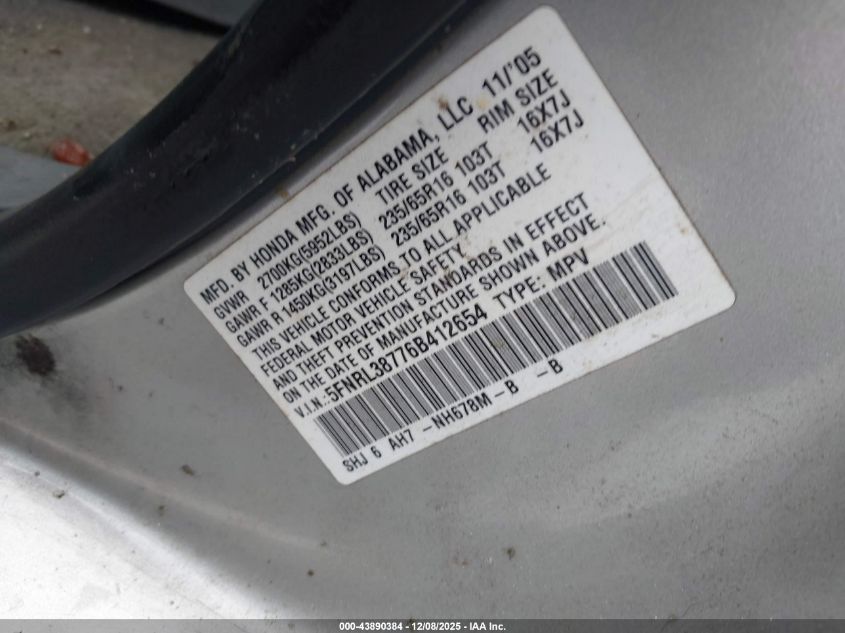 MFG. BY HONDA MFG. OF ALABAMA, LLC 11/'05
GVWR 2700KG(5952LBS) TIRE SIZE RIM SIZE
GAWR F 1285KG(2833LBS) 235/65R16 103T 16X7J
GAWR R 1450KG(3197LBS) 235/65R16 103T 16X7J
THIS VEHICLE CONFORMS TO ALL APPLICABLE
FEDERAL MOTOR VEHICLE SAFETY
AND THEFT PREVENTION STANDARDS IN EFFECT
ON THE DATE OF MANUFACTURE SHOWN ABOVE.
V.I.N.:5FNRL38776B412654 TYPE: MPV
SHJ 6 AH7 -NH678M-B -B
000-43890384 - 12/08/2025 - IAA Inc.